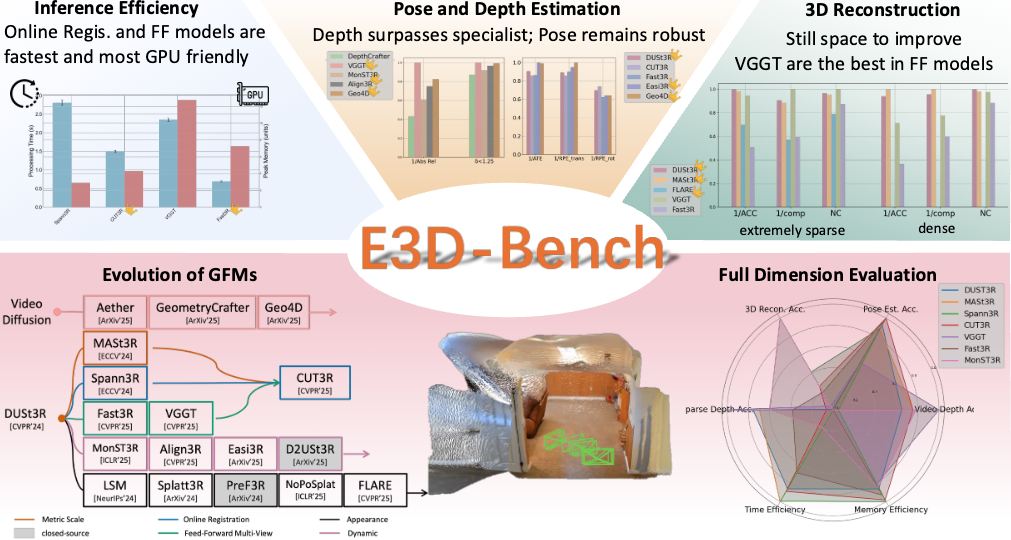 Inference Efficiency
Online Regis. and FF models are
fastest and most GPU friendly
GPU
Processing Time (s)
Peak Memory (units)
Spann3R
CUT3R
VGGT
Fast3R
Pose and Depth Estimation
Depth surpasses specialist; Pose remains robust
DepthCrafter
VGGT
MonST3R
Align3R
Geo4D
1/Abs Rel
δ<1.25
1/ATE
1/RPE_trans
1/RPE_rot
DUSt3R
CUT3R
Fast3R
Easi3R
Geo4D
3D Reconstruction
Still space to improve
VGGT are the best in FF models
DUSt3R
MASt3R
FLARE
VGGT
Fast3R
1/ACC
1/comp
NC
1/ACC
1/comp
NC
extremely sparse
dense
E3D-Bench
Evolution of GFMs
Video
Diffusion
Aether
[ArXiv'25]
GeometryCrafter
[ArXiv'25]
Geo4D
[ArXiv'25]
MASt3R
[ECCV'24]
Spann3R
[ECCV'24]
CUT3R
[CVPR'25]
DUSt3R
[CVPR'24]
Fast3R
[CVPR'25]
VGGT
[CVPR'25]
MonST3R
[ICLR'25]
Align3R
[CVPR'25]
Easi3R
[ArXiv'25]
D2USt3R
[ArXiv'25]
LSM
[NeurIPs'24]
Splatt3R
[ArXiv'24]
PreF3R
[ArXiv'24]
NoPoSplat
[ICLR'25]
FLARE
[CVPR'25]
Metric Scale
Online Registration
Appearance
closed-source
Feed-Forward Multi-View
Dynamic
Full Dimension Evaluation
DUST3R
MASt3R
Spann3R
CUT3R
VGGT
Fast3R
MonST3R
3D Recon. Acc.
Pose Est. Acc.
parse Depth Acc.
Video Depth Ac
Time Efficiency
Memory Efficiency